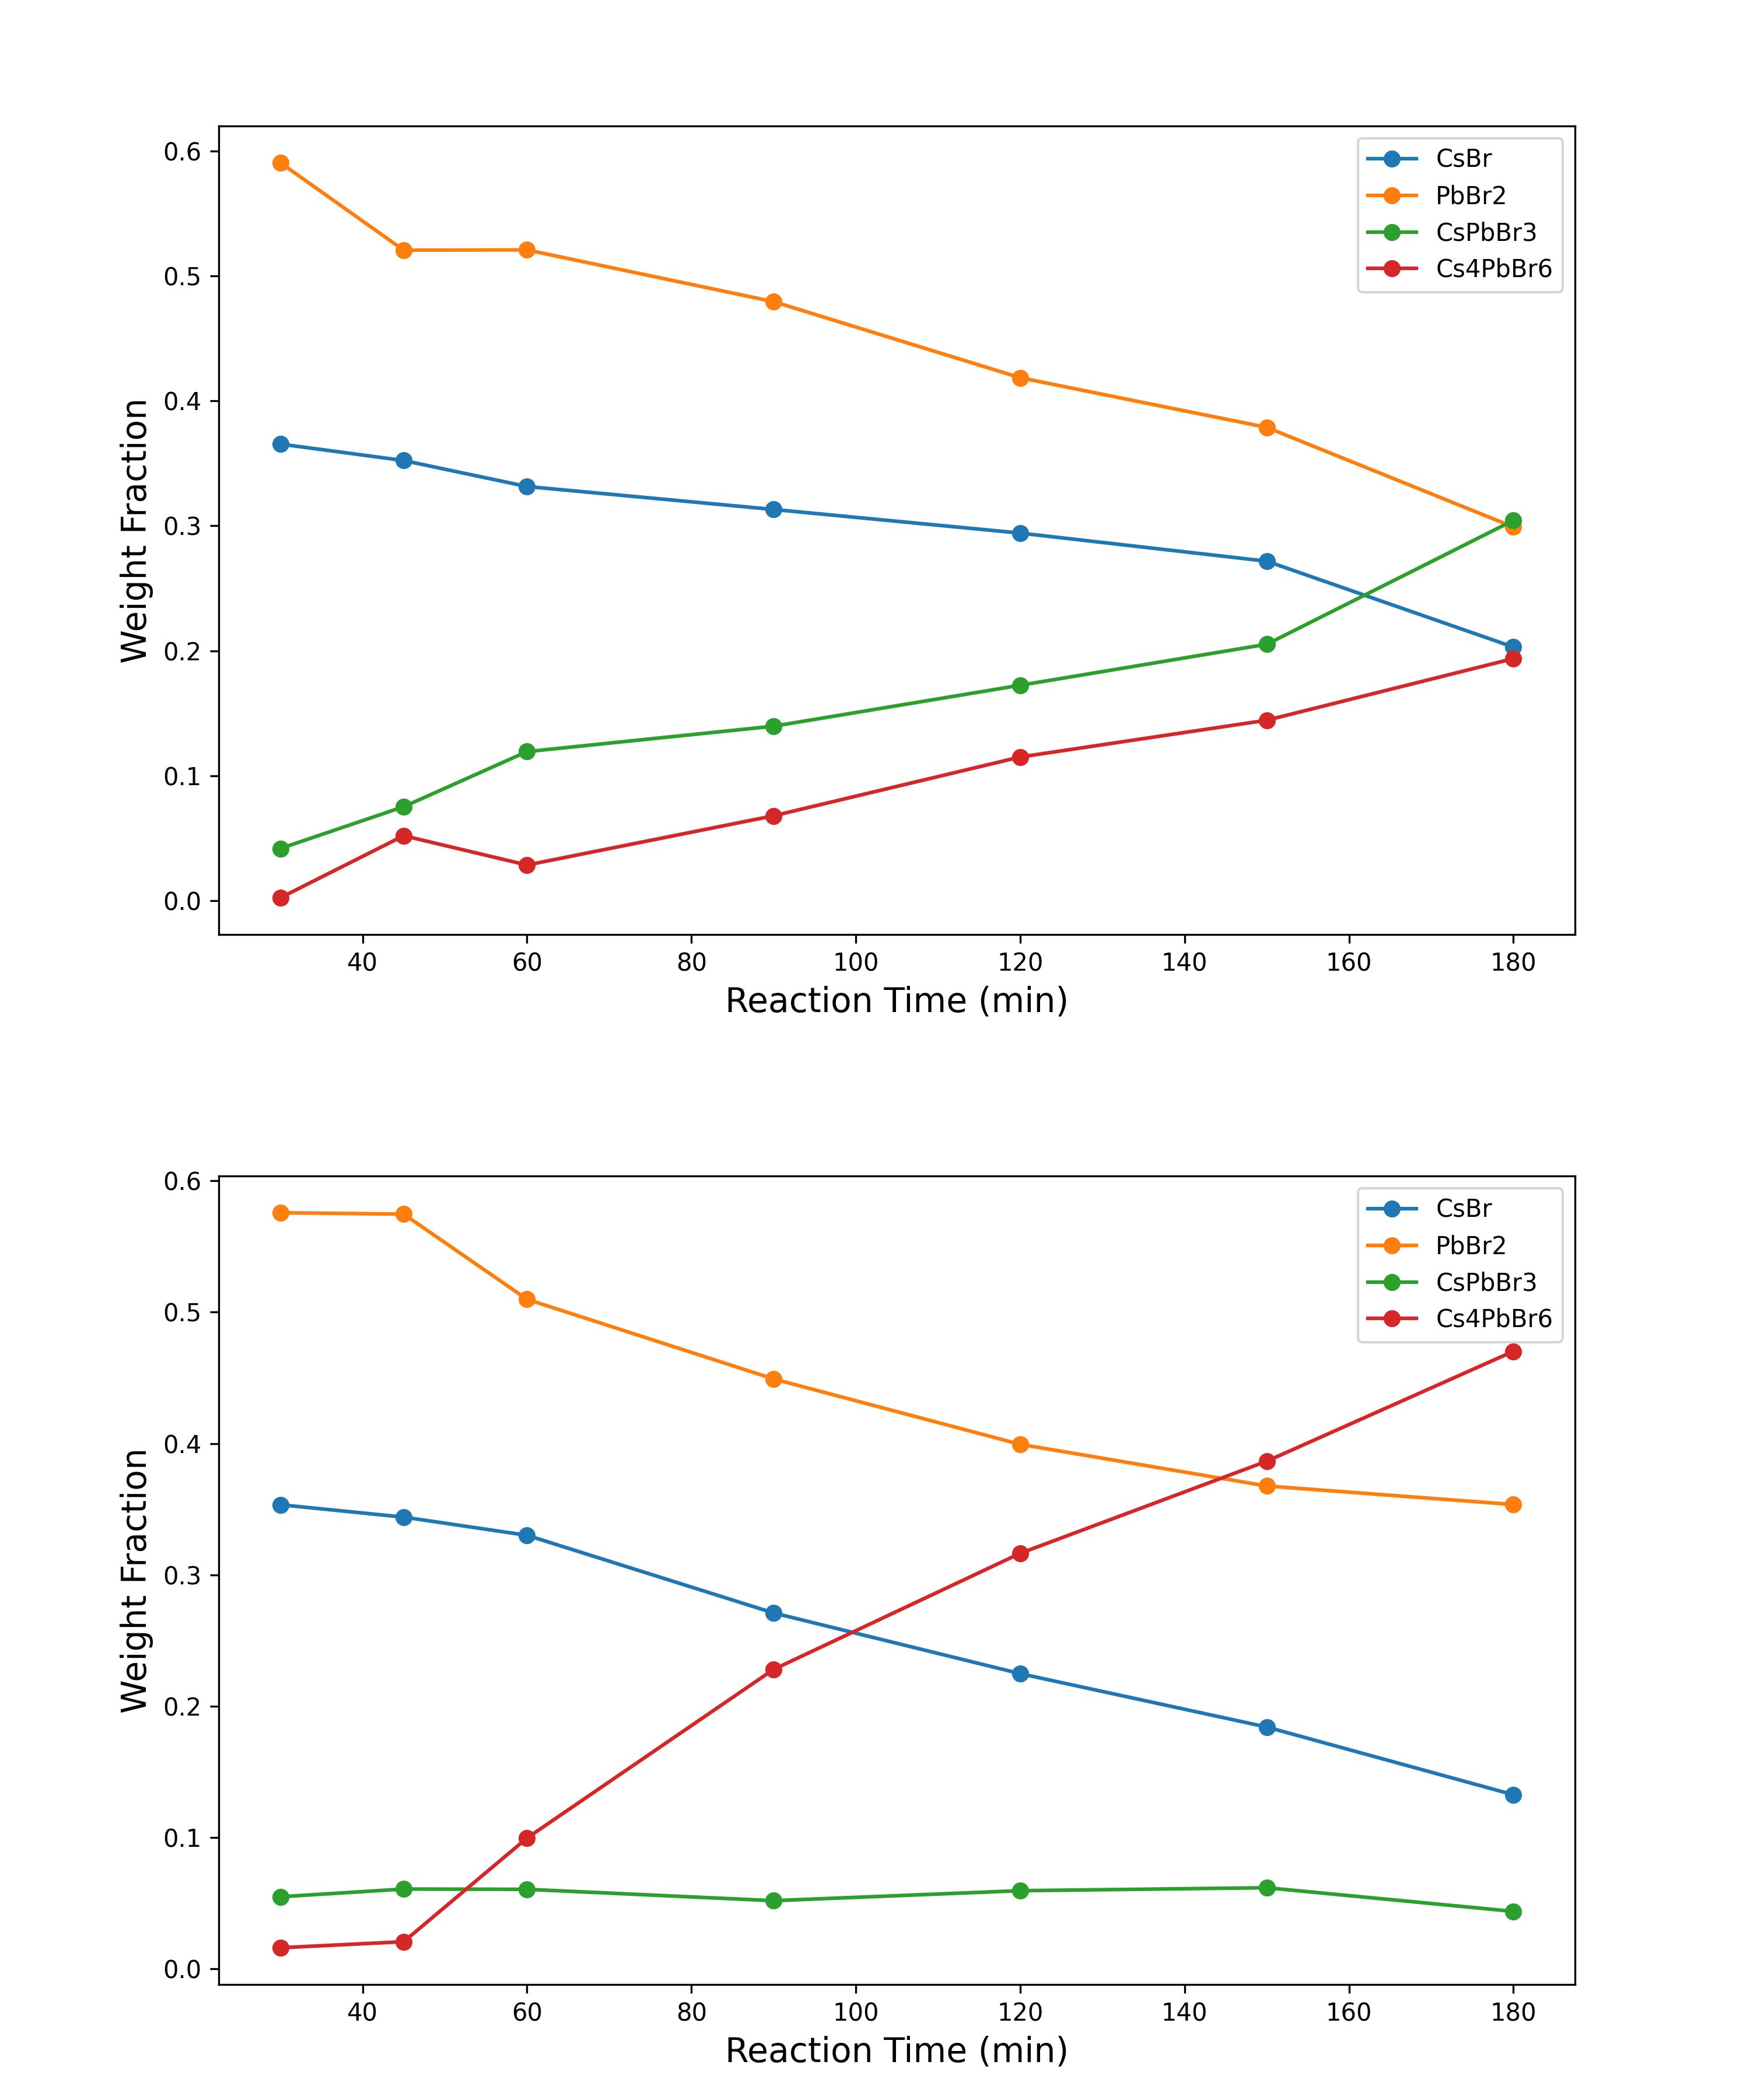 0.6
0.5
0.4
0.3
0.2
0.1
0.0
Weight Fraction
40 60 80 100 120 140 160 180
Reaction Time (min)
CsBr
PbBr2
CsPbBr3
Cs4PbBr6
0.6
0.5
0.4
0.3
0.2
0.1
0.0
Weight Fraction
40 60 80 100 120 140 160 180
Reaction Time (min)
CsBr
PbBr2
CsPbBr3
Cs4PbBr6